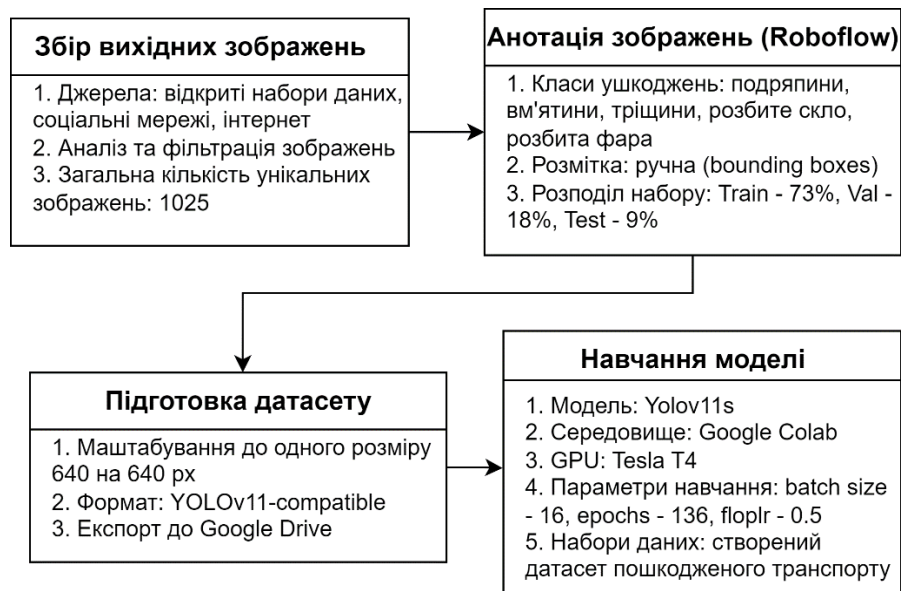 Збір вихідних зображень
1. Джерела: відкриті набори даних,
соціальні мережі, інтернет
2. Аналіз та фільтрація зображень
3. Загальна кількість унікальних
зображень: 1025
Анотація зображень (Roboflow)
1. Класи ушкоджень: подряпини,
вм'ятини, тріщини, розбите скло,
розбита фара
2. Розмітка: ручна (bounding boxes)
3. Розподіл набору: Train - 73%, Val -
18%, Test - 9%
Підготовка датасету
1. Маштабування до одного розміру
640 на 640 px
2. Формат: YOLOv11-compatible
3. Експорт до Google Drive
Навчання моделі
1. Модель: Yolov11s
2. Середовище: Google Colab
3. GPU: Tesla T4
4. Параметри навчання: batch size
- 16, epochs - 136, floplr - 0.5
5. Набори даних: створений
датасет пошкодженого транспорту